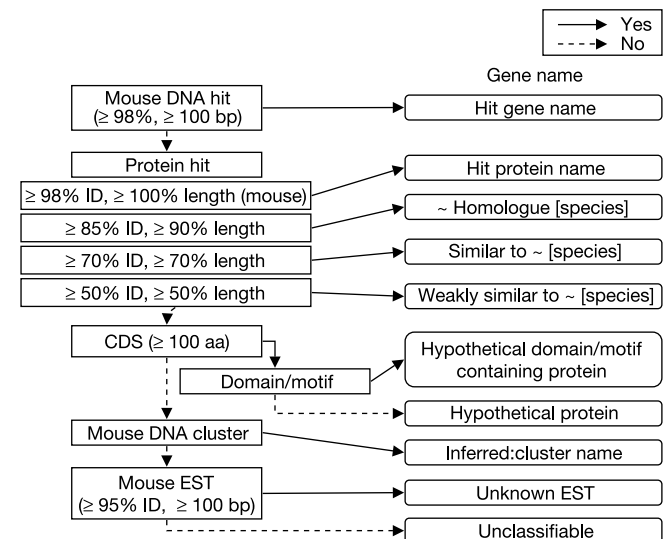 Yes
No
Gene name
Mouse DNA hit
(≥ 98%, ≥ 100 bp)
Hit gene name
Protein hit
Hit protein name
≥ 98% ID, ≥ 100% length (mouse)
~ Homologue [species]
≥ 85% ID, ≥ 90% length
Similar to ~ [species]
≥ 70% ID, ≥ 70% length
Weakly similar to ~ [species]
≥ 50% ID, ≥ 50% length
CDS (≥ 100 aa)
Hypothetical domain/motif
containing protein
Domain/motif
Hypothetical protein
Mouse DNA cluster
Inferred:cluster name
Mouse EST
(≥ 95% ID, ≥ 100 bp)
Unknown EST
Unclassifiable